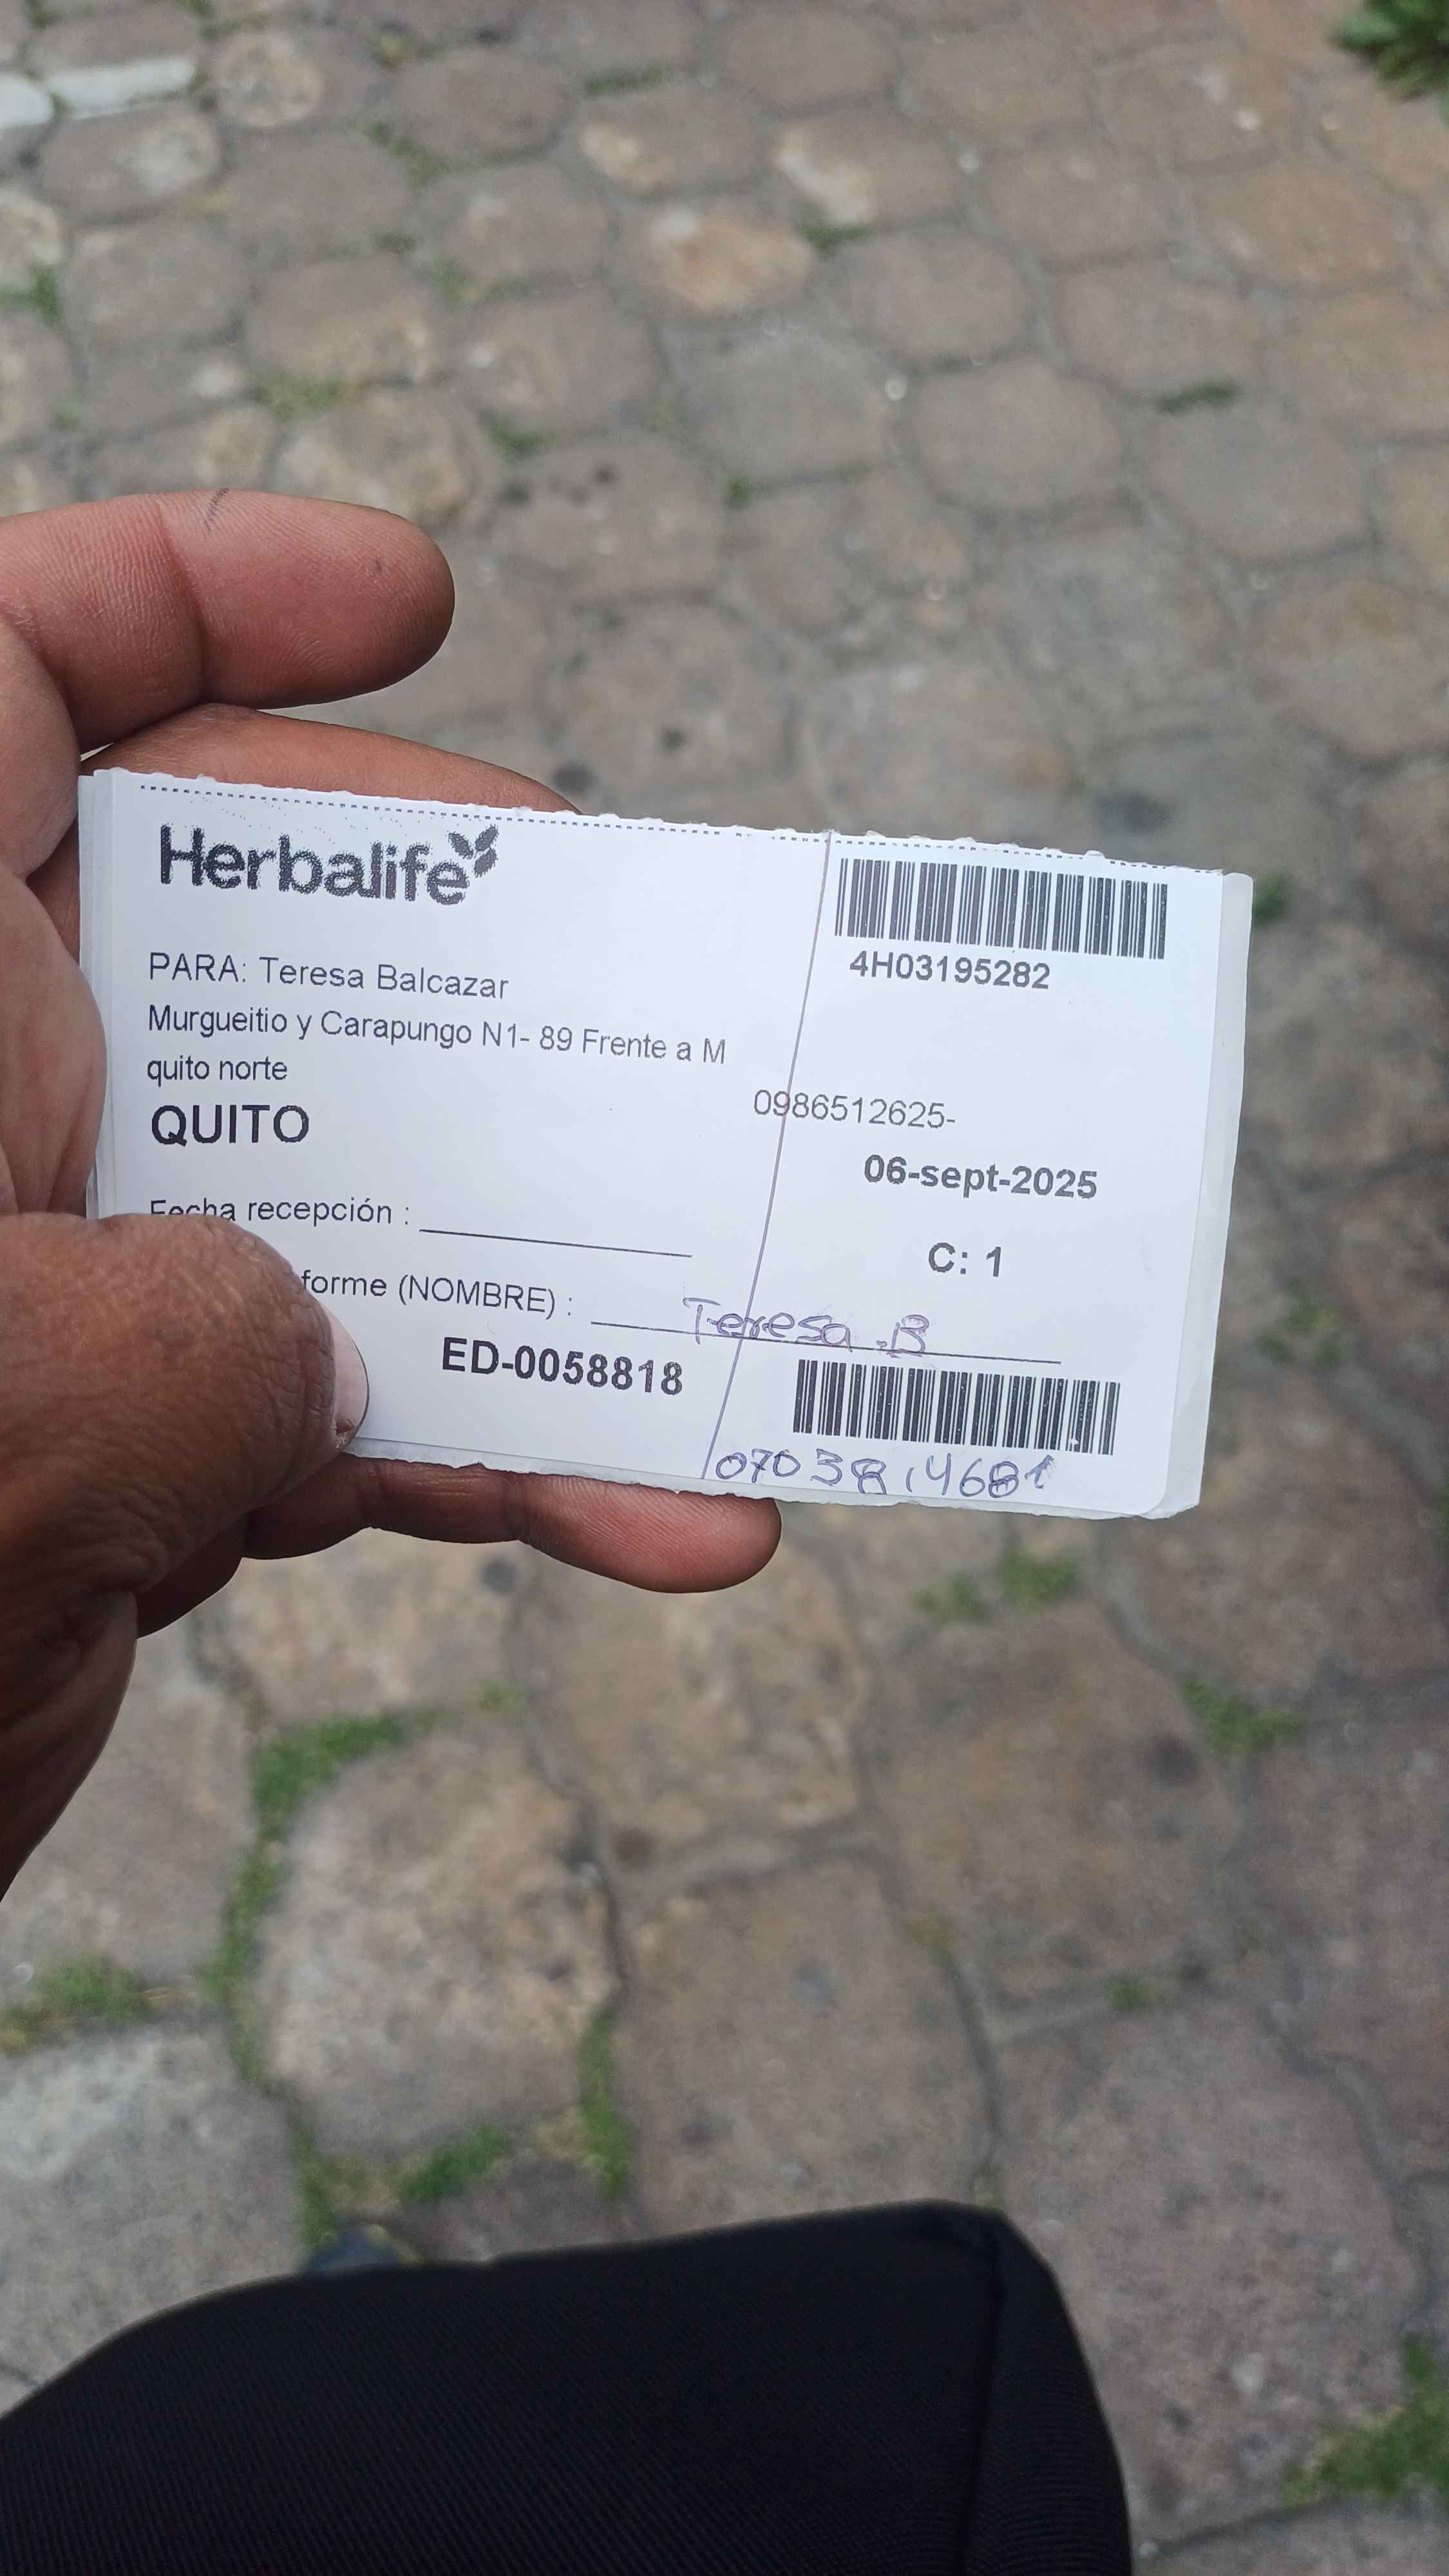 Herbalife
4H03195282
PARA: Teresa Balcazar
Murgueitio y Carapungo N1- 89 Frente a M
quito norte
0986512625-
QUITO
06-sept-2025
Fecha recepción :
C: 1
forme (NOMBRE) : Teresa .B
ED-0058818